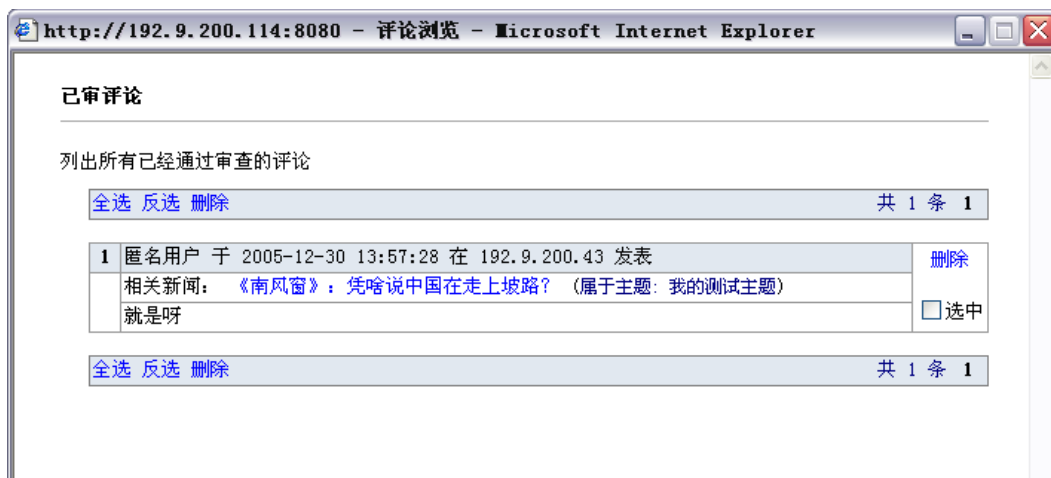 http://192.9.200.114:8080 - 评论浏览 - Microsoft Internet Explorer
已审评论
列出所有已经通过审查的评论
全选 反选 删除 共 1 条 1
1 匿名用户 于 2005-12-30 13:57:28 在 192.9.200.43 发表 删除
相关新闻: 《南风窗》：凭啥说中国在走上坡路? (属于主题: 我的测试主题)
就是呀 选中
全选 反选 删除 共 1 条 1